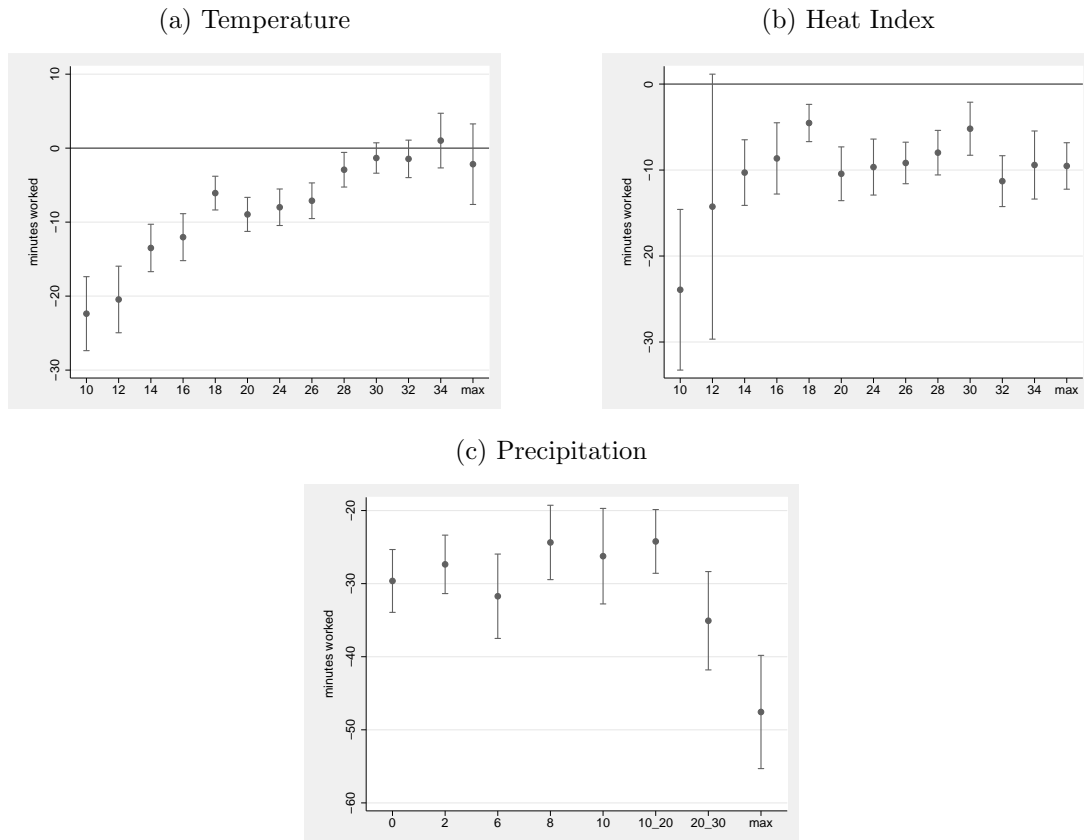 (a) Temperature
10
0
−10
−20
−30
minutes worked
10 12 14 16 18 20 24 26 28 30 32 34 max
(b) Heat Index
0
−10
−20
−30
minutes worked
10 12 14 16 18 20 24 26 28 30 32 34 max
(c) Precipitation
−20
−30
−40
−50
−60
minutes worked
0 2 6 8 10 10_20 20_30 max